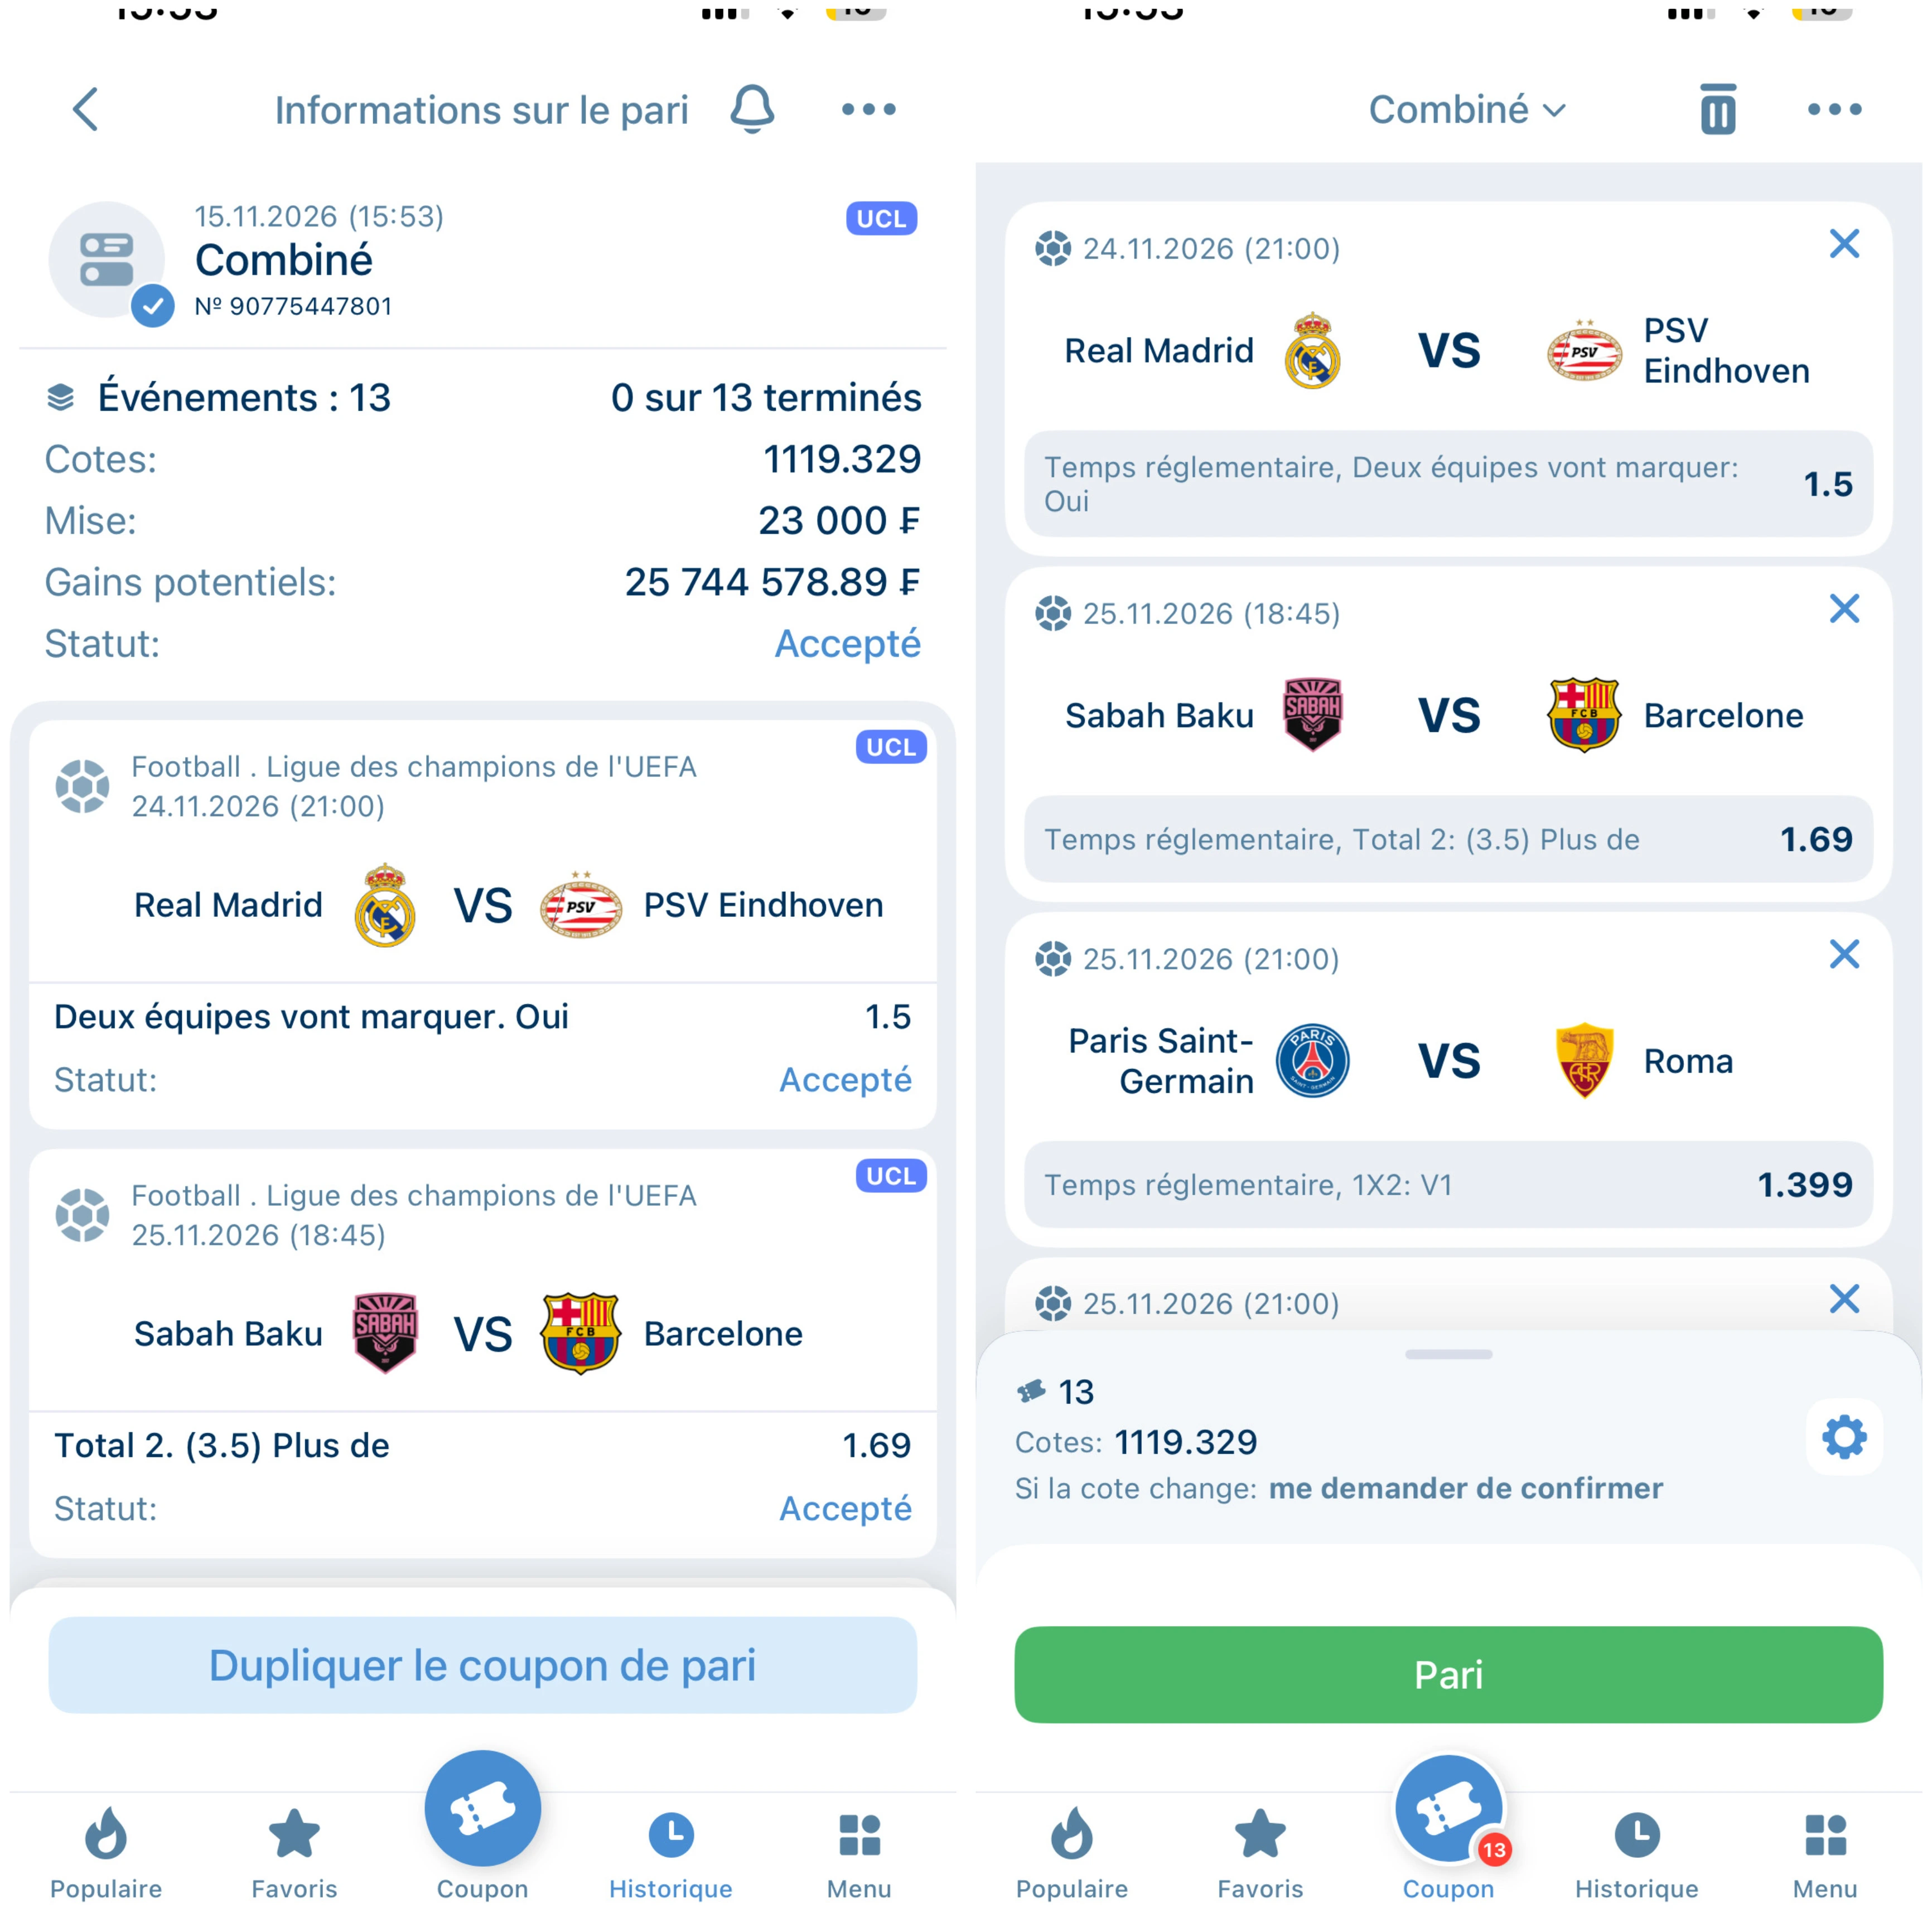 Informations sur le pari
15.11.2026 (15:53)
UCL
Combiné
Nº 90775447801
Événements : 13
0 sur 13 terminés
Cotes:
1119.329
Mise:
23 000 ₣
Gains potentiels:
25 744 578.89 ₣
Statut:
Accepté
UCL
Football . Ligue des champions de l'UEFA
24.11.2026 (21:00)
Real Madrid
VS
PSV
PSV Eindhoven
Deux équipes vont marquer. Oui
1.5
Statut:
Accepté
UCL
Football . Ligue des champions de l'UEFA
25.11.2026 (18:45)
Sabah Baku
SABAH
VS
FCB
Barcelone
Total 2. (3.5) Plus de
1.69
Statut:
Accepté
Dupliquer le coupon de pari
Populaire
Favoris
Coupon
Historique
Menu
Combiné
24.11.2026 (21:00)
Real Madrid
VS
PSV
PSV
Eindhoven
Temps réglementaire, Deux équipes vont marquer:
Oui
1.5
25.11.2026 (18:45)
Sabah Baku
SABAH
VS
FCB
Barcelone
Temps réglementaire, Total 2: (3.5) Plus de
1.69
25.11.2026 (21:00)
Paris Saint-
Germain
PARIS
SAINT-GERMAIN
VS
Roma
Temps réglementaire, 1X2: V1
1.399
25.11.2026 (21:00)
13
Cotes: 1119.329
Si la cote change: me demander de confirmer
Pari
13
Populaire
Favoris
Coupon
Historique
Menu